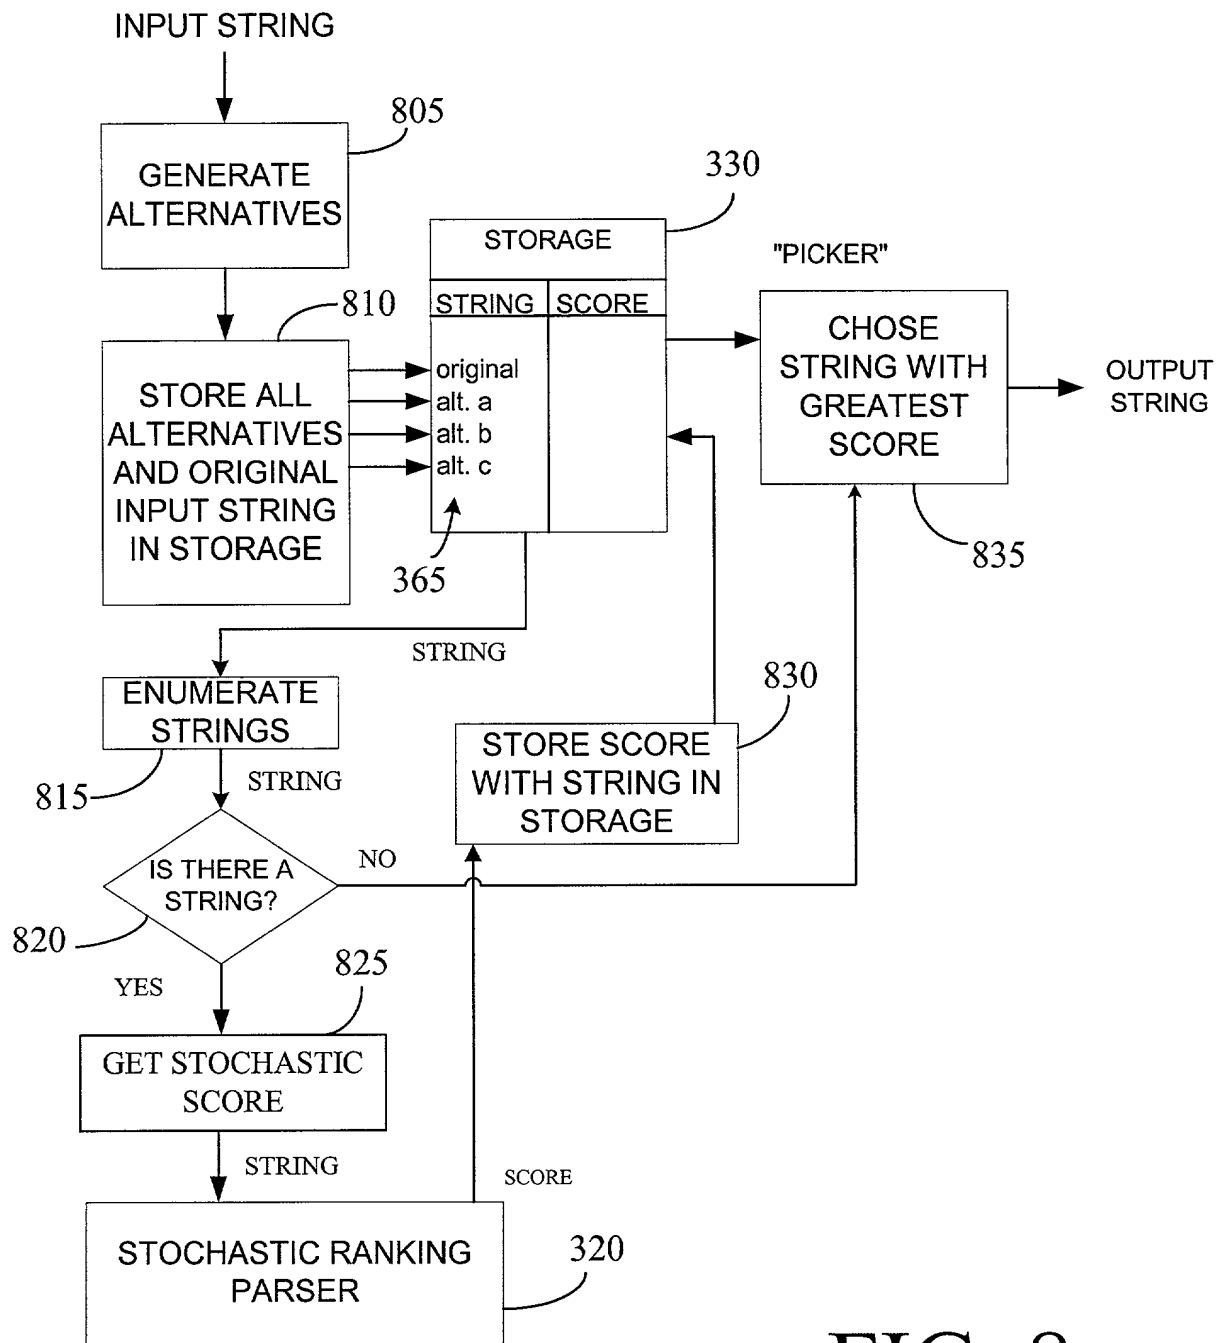 INPUT STRING
805
GENERATE
ALTERNATIVES
330
STORAGE
STRING
SCORE
"PICKER"
810
STORE ALL
ALTERNATIVES
AND ORIGINAL
INPUT STRING
IN STORAGE
original
alt. a
alt. b
alt. c
365
CHOSE
STRING WITH
GREATEST
SCORE
OUTPUT
STRING
835
STRING
ENUMERATE
STRINGS
815
STRING
830
STORE SCORE
WITH STRING IN
STORAGE
IS THERE A
STRING?
NO
820
YES
825
GET STOCHASTIC
SCORE
STRING
SCORE
STOCHASTIC RANKING
PARSER
320